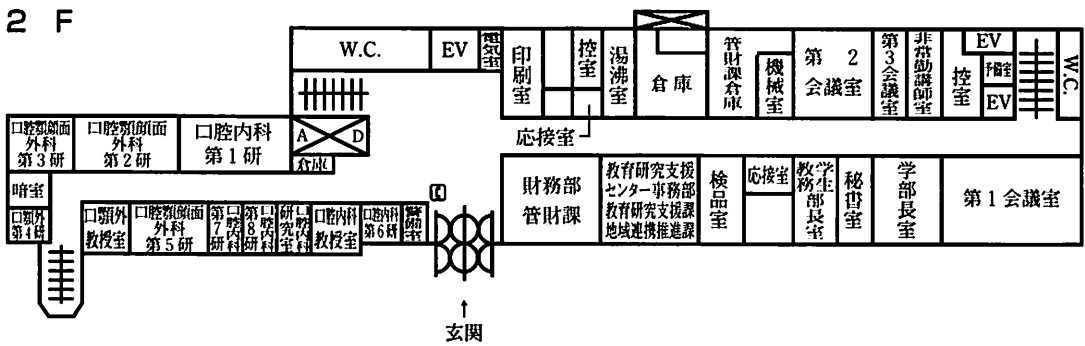 2 F
W.C.
EV
電気室
印刷室
控室
湯沸室
倉庫
管財課倉庫
機械室
第2
会議室
第3会議室
非常勤講師室
控室
EV
予備室
EV
W.C.
応接室
口腔顎顔面
外科
第3研
口腔顎顔面
外科
第2研
口腔内科
第1研
A D
倉庫
暗室
口顎外
第4研
口顎外
教授室
口腔顎顔面
外科
第5研
口腔内科
第7研
口腔内科
第8研
口腔内科
研究室
口腔内科
教授室
口腔内科
第6研
警備室
財務部
管財課
教育研究支援
センター事務部
教育研究支援課
地域連携推進課
検品室
応接室
学生部長室
教務
秘書室
学部長室
第1会議室
↑
玄関